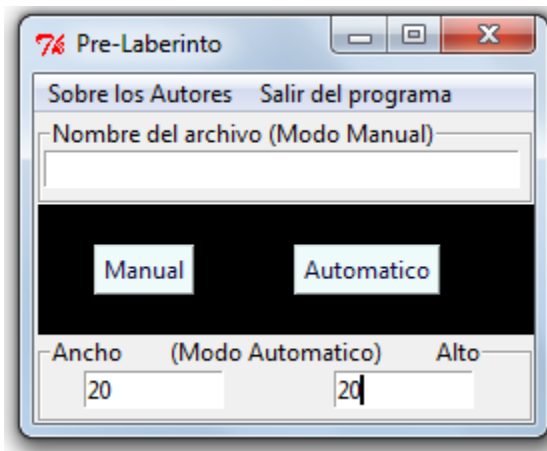 Pre-Laberinto
Sobre los Autores Salir del programa
Nombre del archivo (Modo Manual)
Manual Automatico
Ancho (Modo Automatico) Alto
20 20